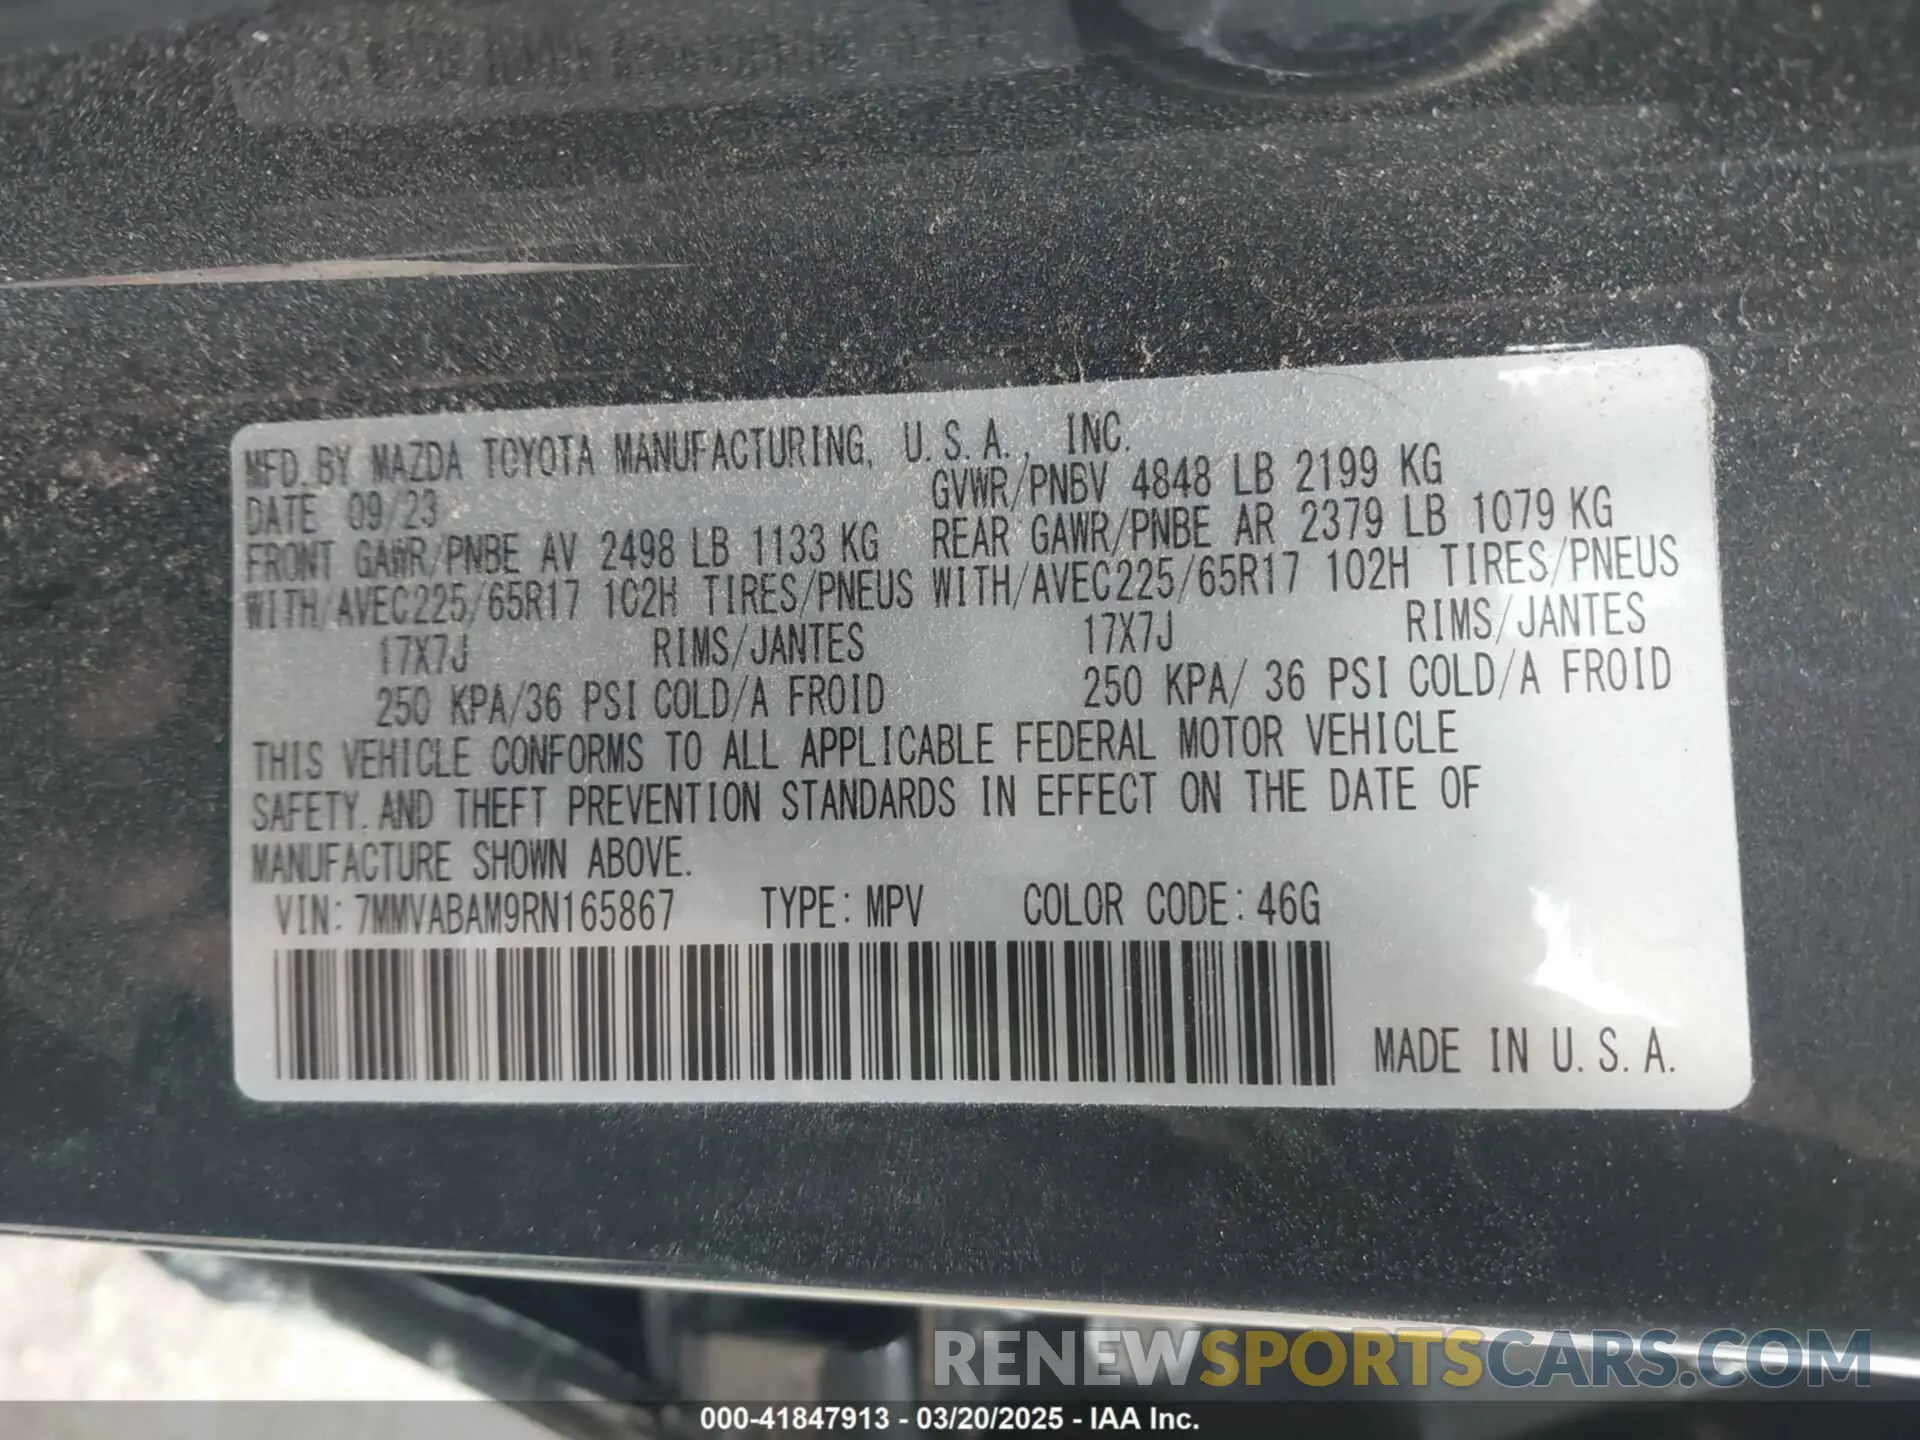 MFD. BY MAZDA TOYOTA MANUFACTURING, U.S.A., INC.
DATE 09/23 GVWR/PNBV 4848 LB 2199 KG
FRONT GAWR/PNBE AV 2498 LB 1133 KG REAR GAWR/PNBE AR 2379 LB 1079 KG
WITH/AVEC225/65R17 102H TIRES/PNEUS WITH/AVEC225/65R17 102H TIRES/PNEUS
17X7J RIMS/JANTES 17X7J RIMS/JANTES
250 KPA/36 PSI COLD/A FROID 250 KPA/ 36 PSI COLD/A FROID
THIS VEHICLE CONFORMS TO ALL APPLICABLE FEDERAL MOTOR VEHICLE
SAFETY. AND THEFT PREVENTION STANDARDS IN EFFECT ON THE DATE OF
MANUFACTURE SHOWN ABOVE.
VIN: 7MMVABAM9RN165867 TYPE: MPV COLOR CODE: 46G
MADE IN U.S.A.
RENEWSPORTSCARS.COM
000-41847913 - 03/20/2025 - IAA Inc.